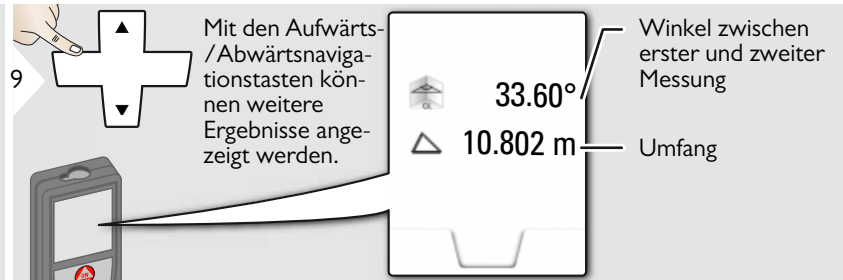 9
Mit den Aufwärts-
/Abwärtsnaviga-
tionstasten kön-
nen weitere
Ergebnisse ange-
zeigt werden.
33.60°
10.802 m
Winkel zwischen
erster und zweiter
Messung
Umfang
ON